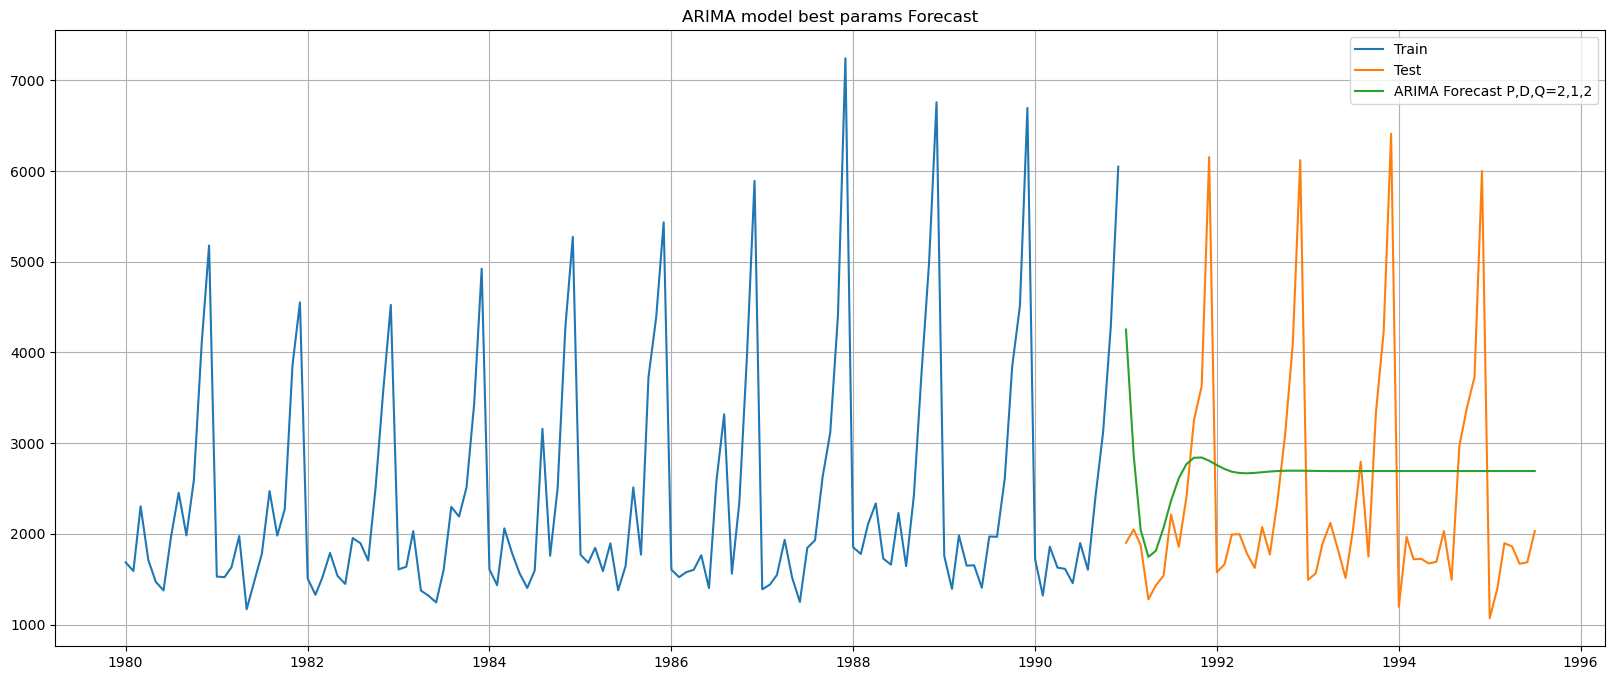 ARIMA model best params Forecast
Train
Test
ARIMA Forecast P,D,Q=2,1,2
7000
6000
5000
4000
3000
2000
1000
1980 1982 1984 1986 1988 1990 1992 1994 1996